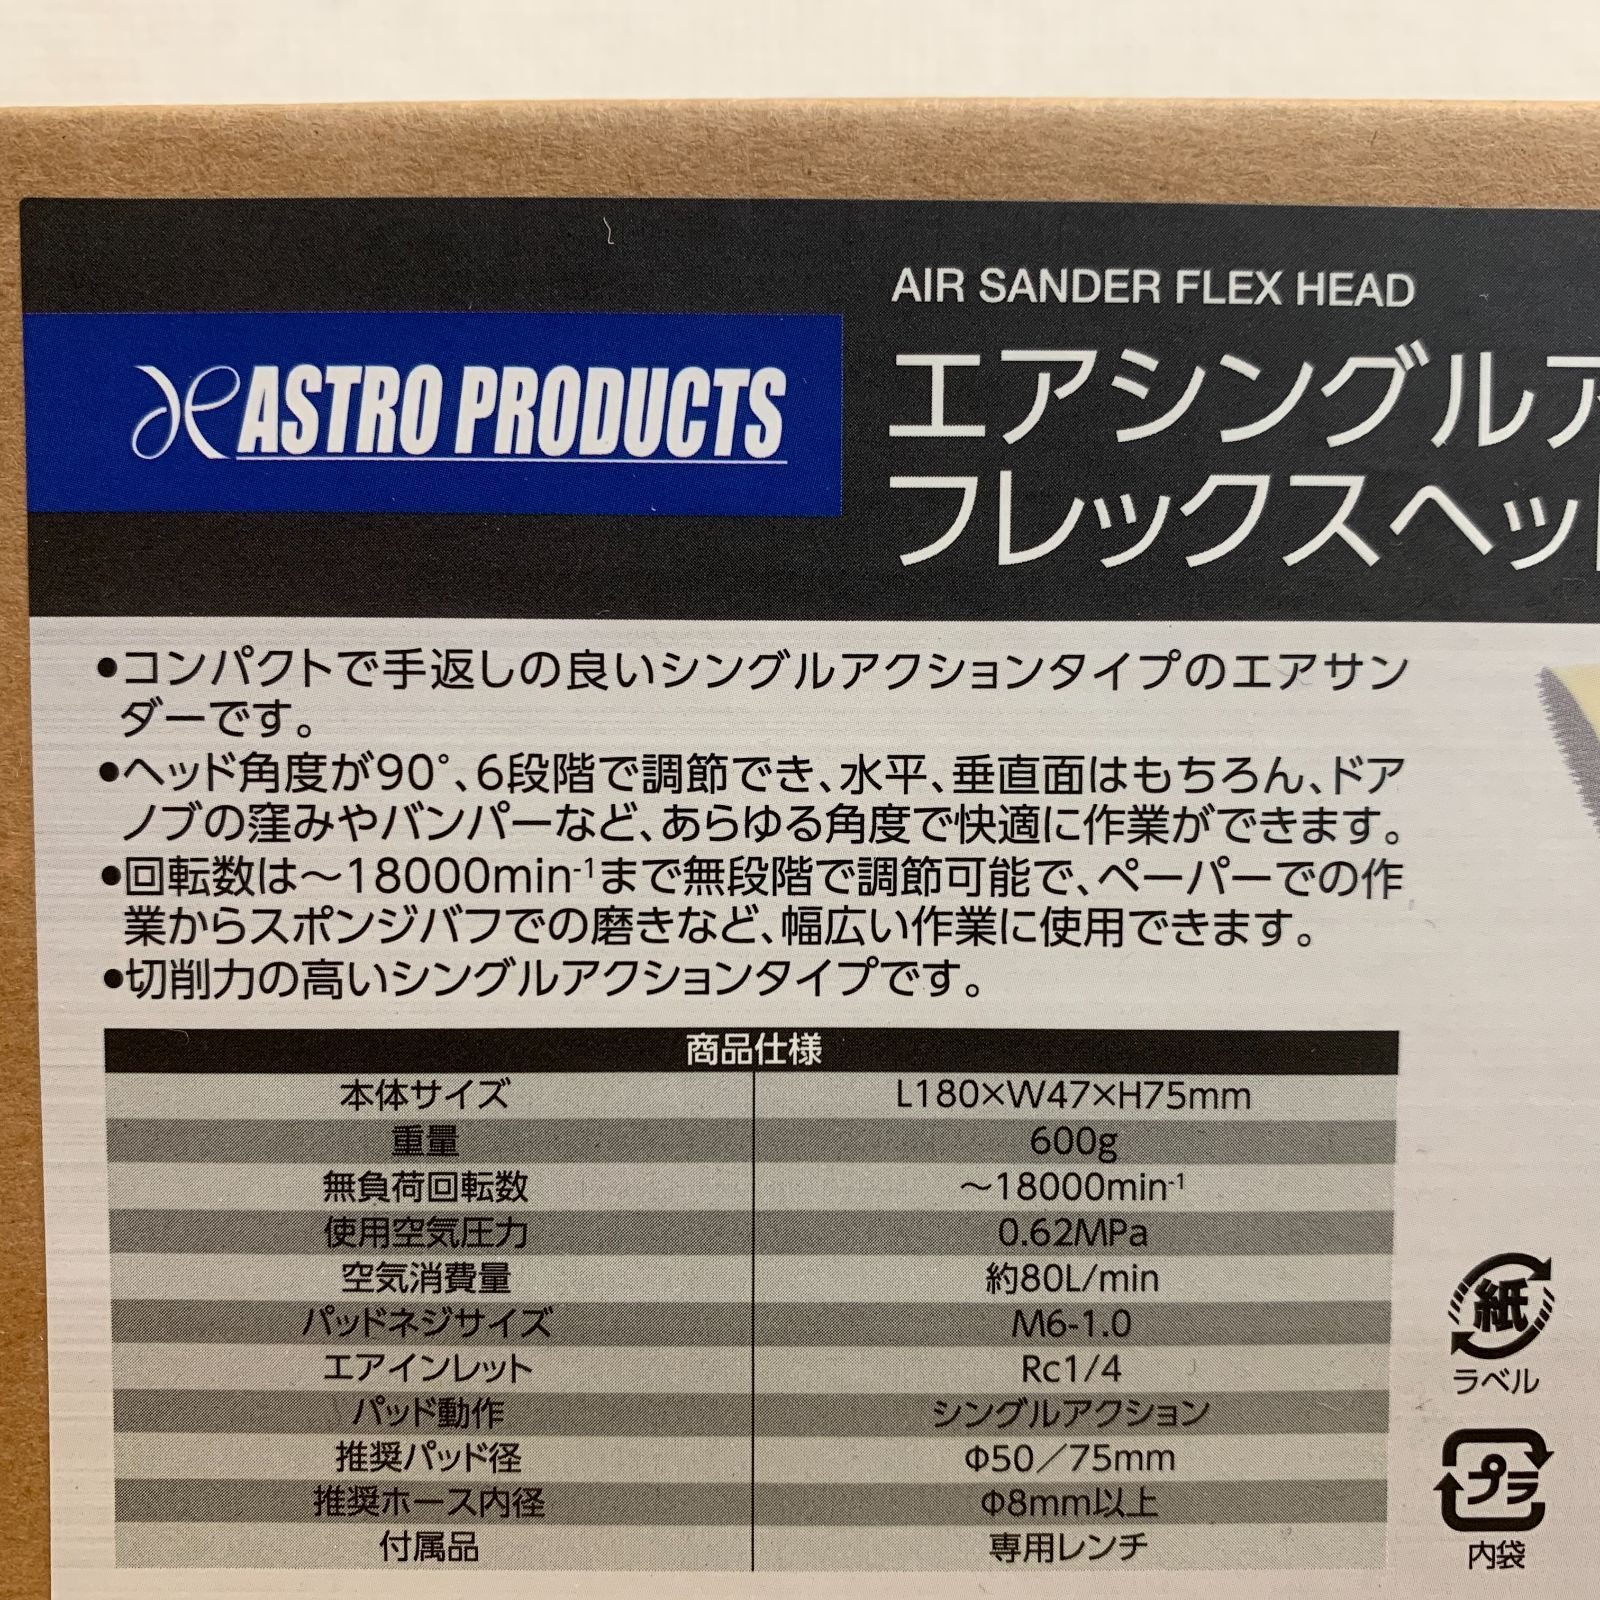 AIR SANDER FLEX HEAD
ASTRO PRODUCTS
エアシングル
フレックスヘッ
•コンパクトで手返しの良いシングルアクションタイプのエアサン
ダーです。
•ヘッド角度が90°、6段階で調節でき、水平、垂直面はもちろん、ドア
ノブの窪みやバンパーなど、あらゆる角度で快適に作業ができます。
•回転数は〜18000min-1まで無段階で調節可能で、ペーパーでの作
業からスポンジバフでの磨きなど、幅広い作業に使用できます。
•切削力の高いシングルアクションタイプです。
商品仕様
本体サイズ L180×W47×H75mm
重量 600g
無負荷回転数 〜18000min-1
使用空気圧力 0.62MPa
空気消費量 約80L/min
パッドネジサイズ M6-1.0
エアインレット Rc1/4
パッド動作 シングルアクション
推奨パッド径 Φ50/75mm
推奨ホース内径 Φ8mm以上
付属品 専用レンチ
紙
ラベル
プラ
内袋